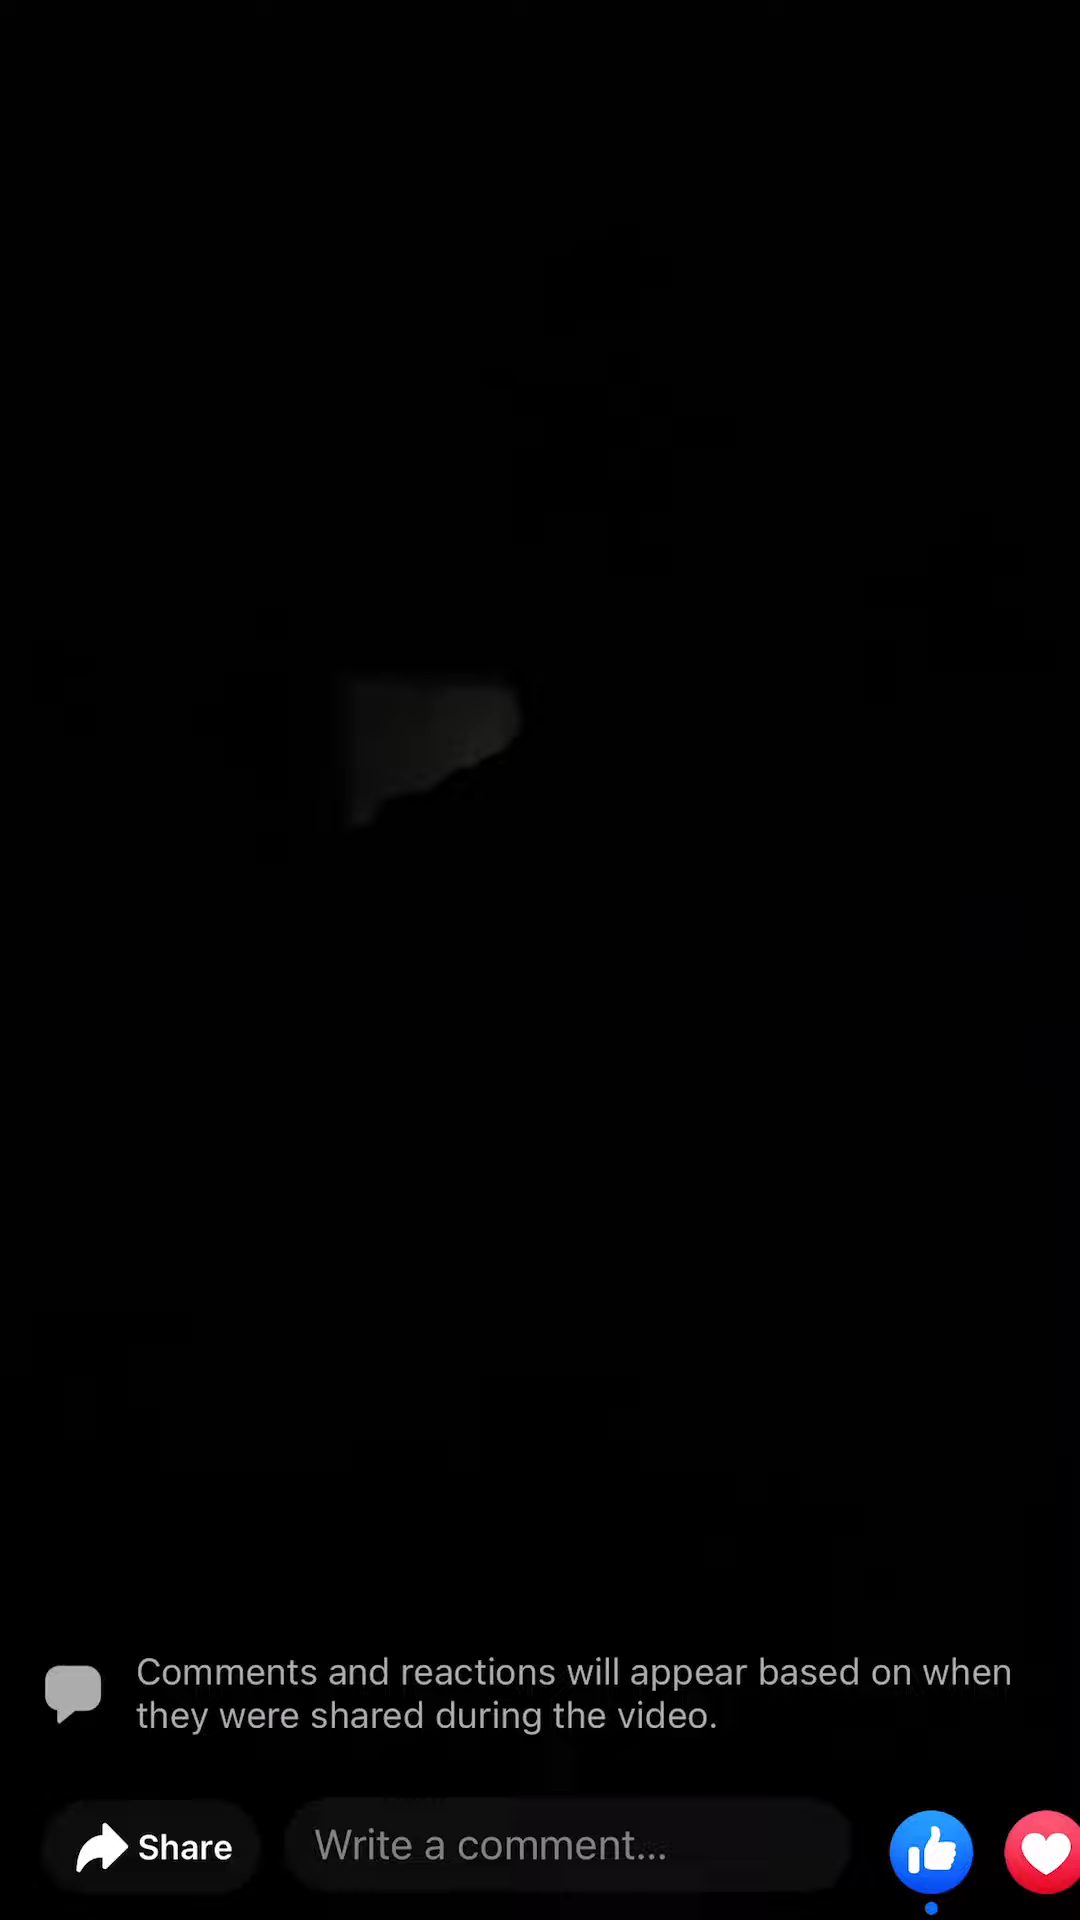 Comments and reactions will appear based on when
they were shared during the video.
Share
Write a comment...